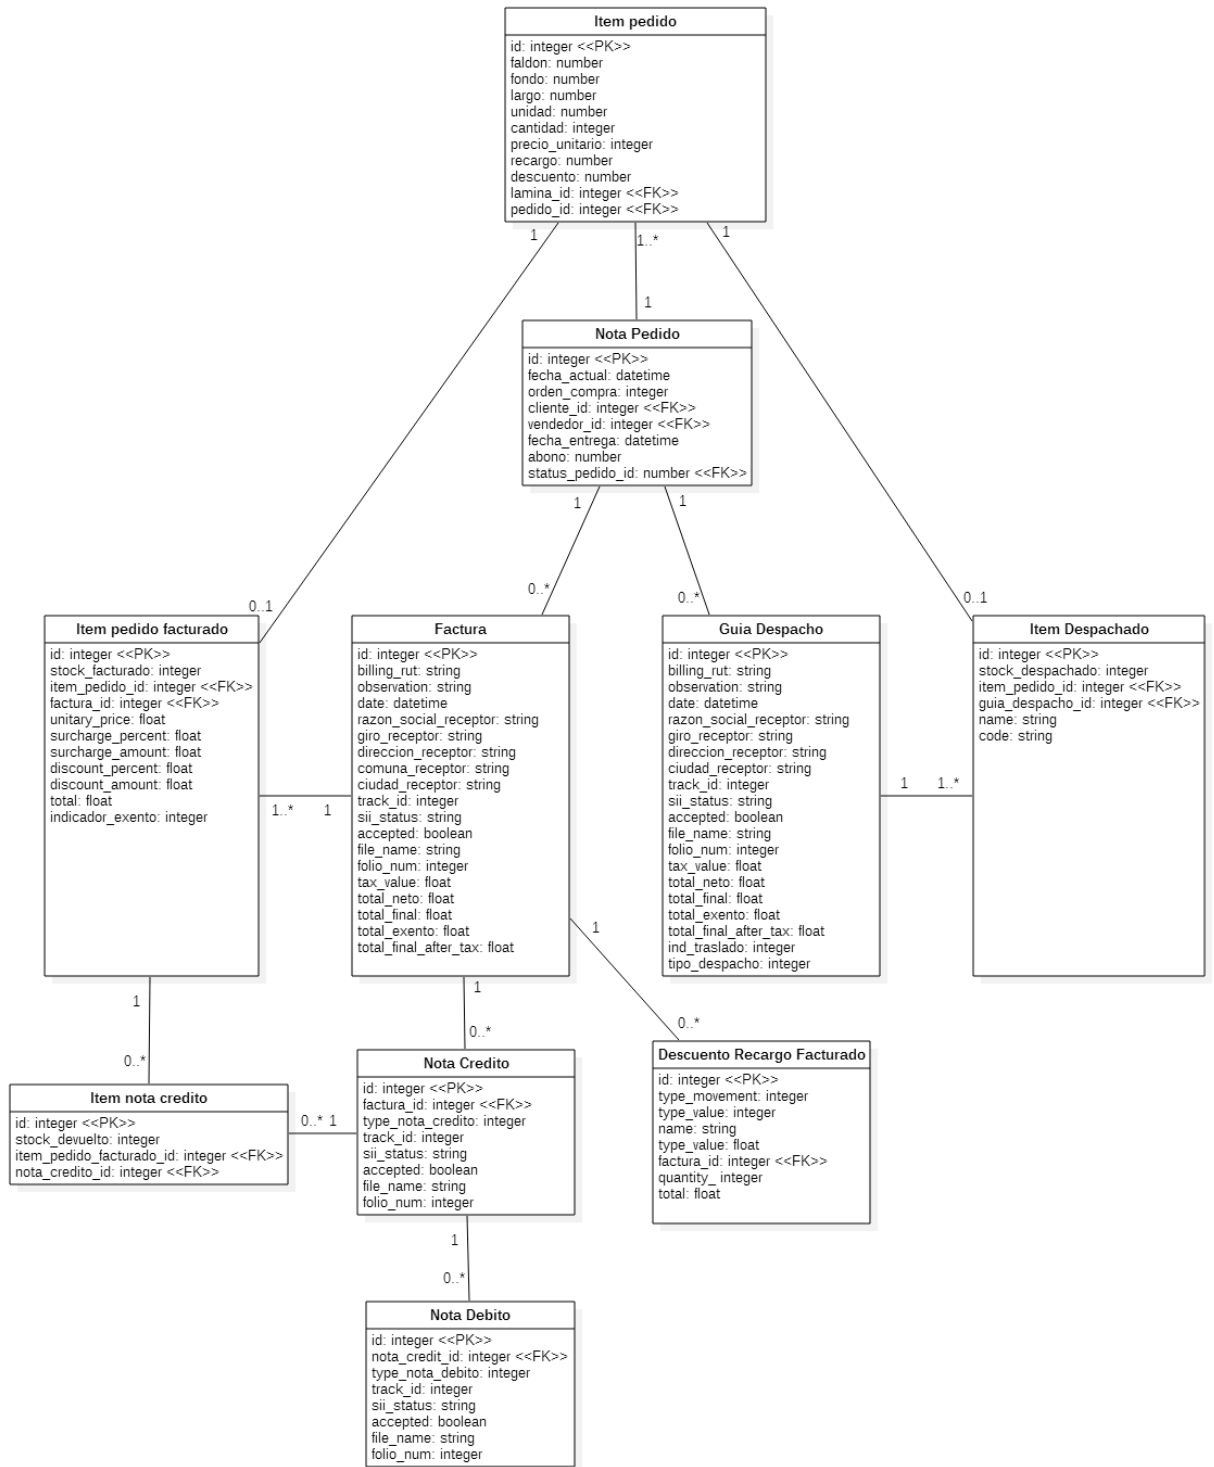 Item pedido
id: integer <<PK>>
faldon: number
fondo: number
largo: number
unidad: number
cantidad: integer
precio_unitario: integer
recargo: number
descuento: number
lamina_id: integer <<FK>>
pedido_id: integer <<FK>>
1
1..*
1
1
Nota Pedido
id: integer <<PK>>
fecha_actual: datetime
orden_compra: integer
cliente_id: integer <<FK>>
vendedor_id: integer <<FK>>
fecha_entrega: datetime
abono: number
status_pedido_id: number <<FK>>
1
1
0..*
0..*
0..1
0..1
Item pedido facturado
id: integer <<PK>>
stock_facturado: integer
item_pedido_id: integer <<FK>>
factura_id: integer <<FK>>
unitary_price: float
surcharge_percent: float
surcharge_amount: float
discount_percent: float
discount_amount: float
total: float
indicador_exento: integer
1..*
1
Factura
id: integer <<PK>>
billing_rut: string
observation: string
date: datetime
razon_social_receptor: string
giro_receptor: string
direccion_receptor: string
comuna_receptor: string
ciudad_receptor: string
track_id: integer
sii_status: string
accepted: boolean
file_name: string
folio_num: integer
tax_value: float
total_neto: float
total_final: float
total_exento: float
total_final_after_tax: float
Guia Despacho
id: integer <<PK>>
billing_rut: string
observation: string
date: datetime
razon_social_receptor: string
giro_receptor: string
direccion_receptor: string
ciudad_receptor: string
track_id: integer
sii_status: string
accepted: boolean
file_name: string
folio_num: integer
tax_value: float
total_neto: float
total_final: float
total_exento: float
total_final_after_tax: float
ind_traslado: integer
tipo_despacho: integer
1
1..*
Item Despachado
id: integer <<PK>>
stock_despachado: integer
item_pedido_id: integer <<FK>>
guia_despacho_id: integer <<FK>>
name: string
code: string
1
0..*
1
0..*
1
0..*
Item nota credito
id: integer <<PK>>
stock_devuelto: integer
item_pedido_facturado_id: integer <<FK>>
nota_credito_id: integer <<FK>>
0..* 1
Nota Credito
id: integer <<PK>>
factura_id: integer <<FK>>
type_nota_credito: integer
track_id: integer
sii_status: string
accepted: boolean
file_name: string
folio_num: integer
Descuento Recargo Facturado
id: integer <<PK>>
type_movement: integer
type_value: integer
name: string
type_value: float
factura_id: integer <<FK>>
quantity_ integer
total: float
1
0..*
Nota Debito
id: integer <<PK>>
nota_credit_id: integer <<FK>>
type_nota_debito: integer
track_id: integer
sii_status: string
accepted: boolean
file_name: string
folio_num: integer